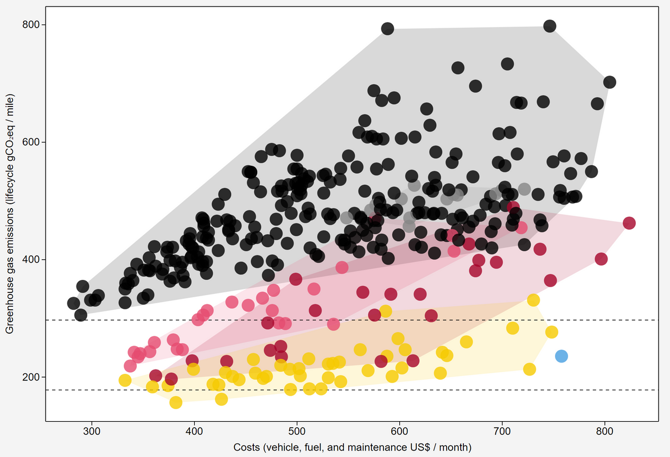 800
600
400
200
Greenhouse gas emissions (lifecycle gCO₂eq / mile)
300 400 500 600 700 800
Costs (vehicle, fuel, and maintenance US$ / month)